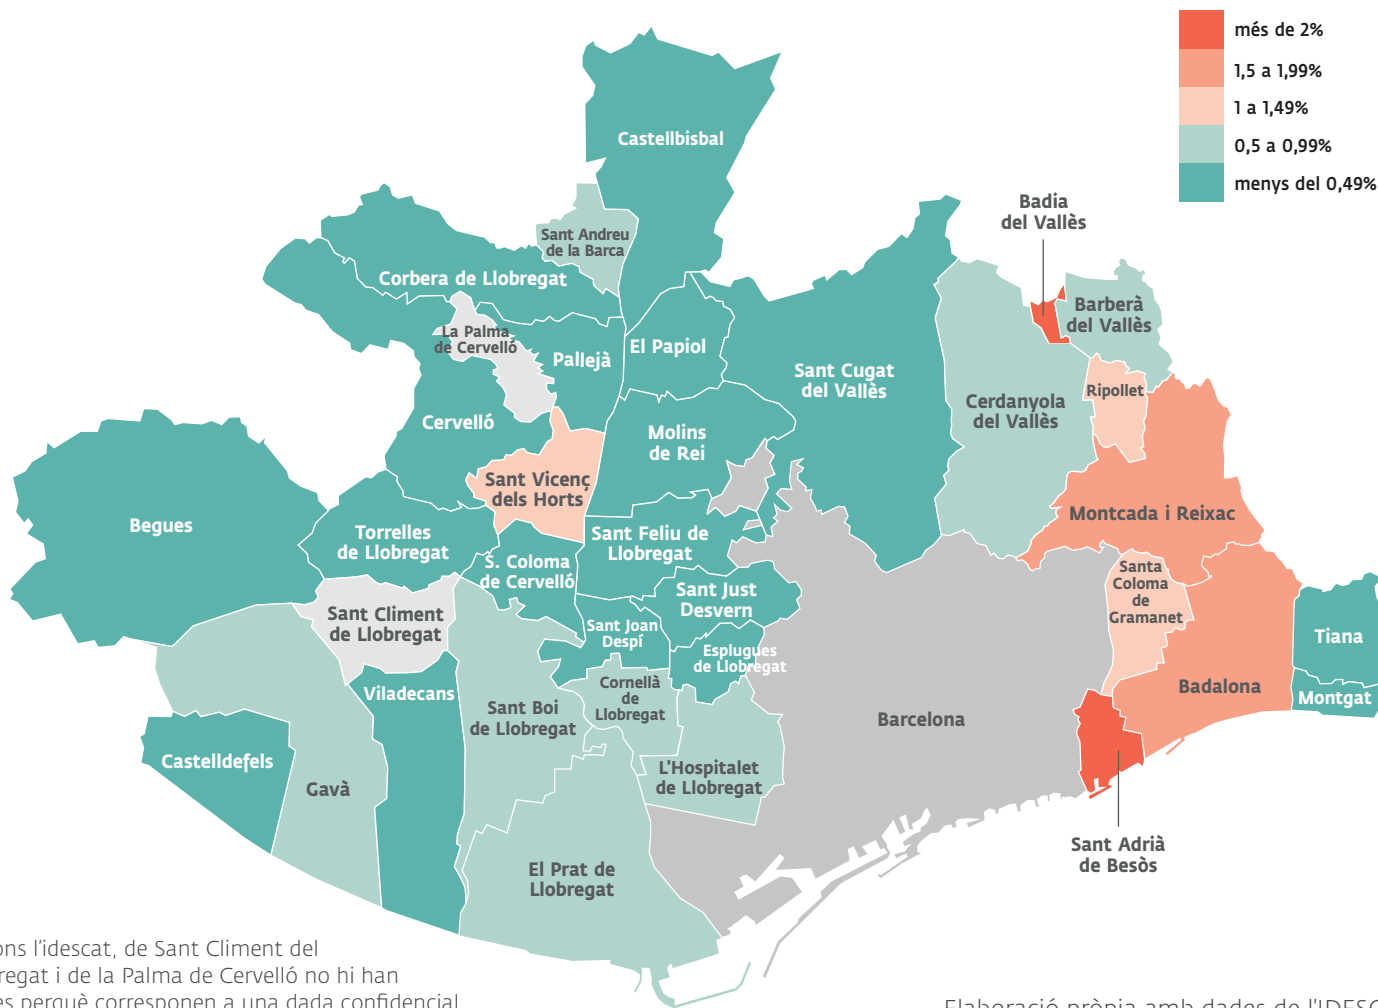 més de 2%
1,5 a 1,99%
1 a 1,49%
0,5 a 0,99%
menys del 0,49%
Castellbisbal
Badia
del Vallès
Sant Andreu
de la Barca
Corbera de Llobregat
Barberà
del Vallès
La Palma
de Cervelló
Pallejà
El Papiol
Sant Cugat
del Vallès
Cerdanyola
del Vallès
Ripollet
Cervelló
Molins
de Rei
Sant Vicenç
dels Horts
Montcada i Reixac
Begues
Torrelles
de Llobregat
Sant Feliu de
Llobregat
S. Coloma
de Cervelló
Sant Just
Desvern
Santa
Coloma
de
Gramanet
Sant Climent
de Llobregat
Sant Joan
Despí
Esplugues
de Llobregat
Tiana
Montgat
Viladecans
Cornellà
de
Llobregat
Badalona
Sant Boi
de Llobregat
Barcelona
Castelldefels
Gavà
L'Hospitalet
de Llobregat
Sant Adrià
de Besòs
El Prat de
Llobregat
ons l'idescat, de Sant Climent del
regat i de la Palma de Cervelló no hi han
es perquè corresponen a una dada confidencial
Elaboració pròpia amb dades de l'IDESC